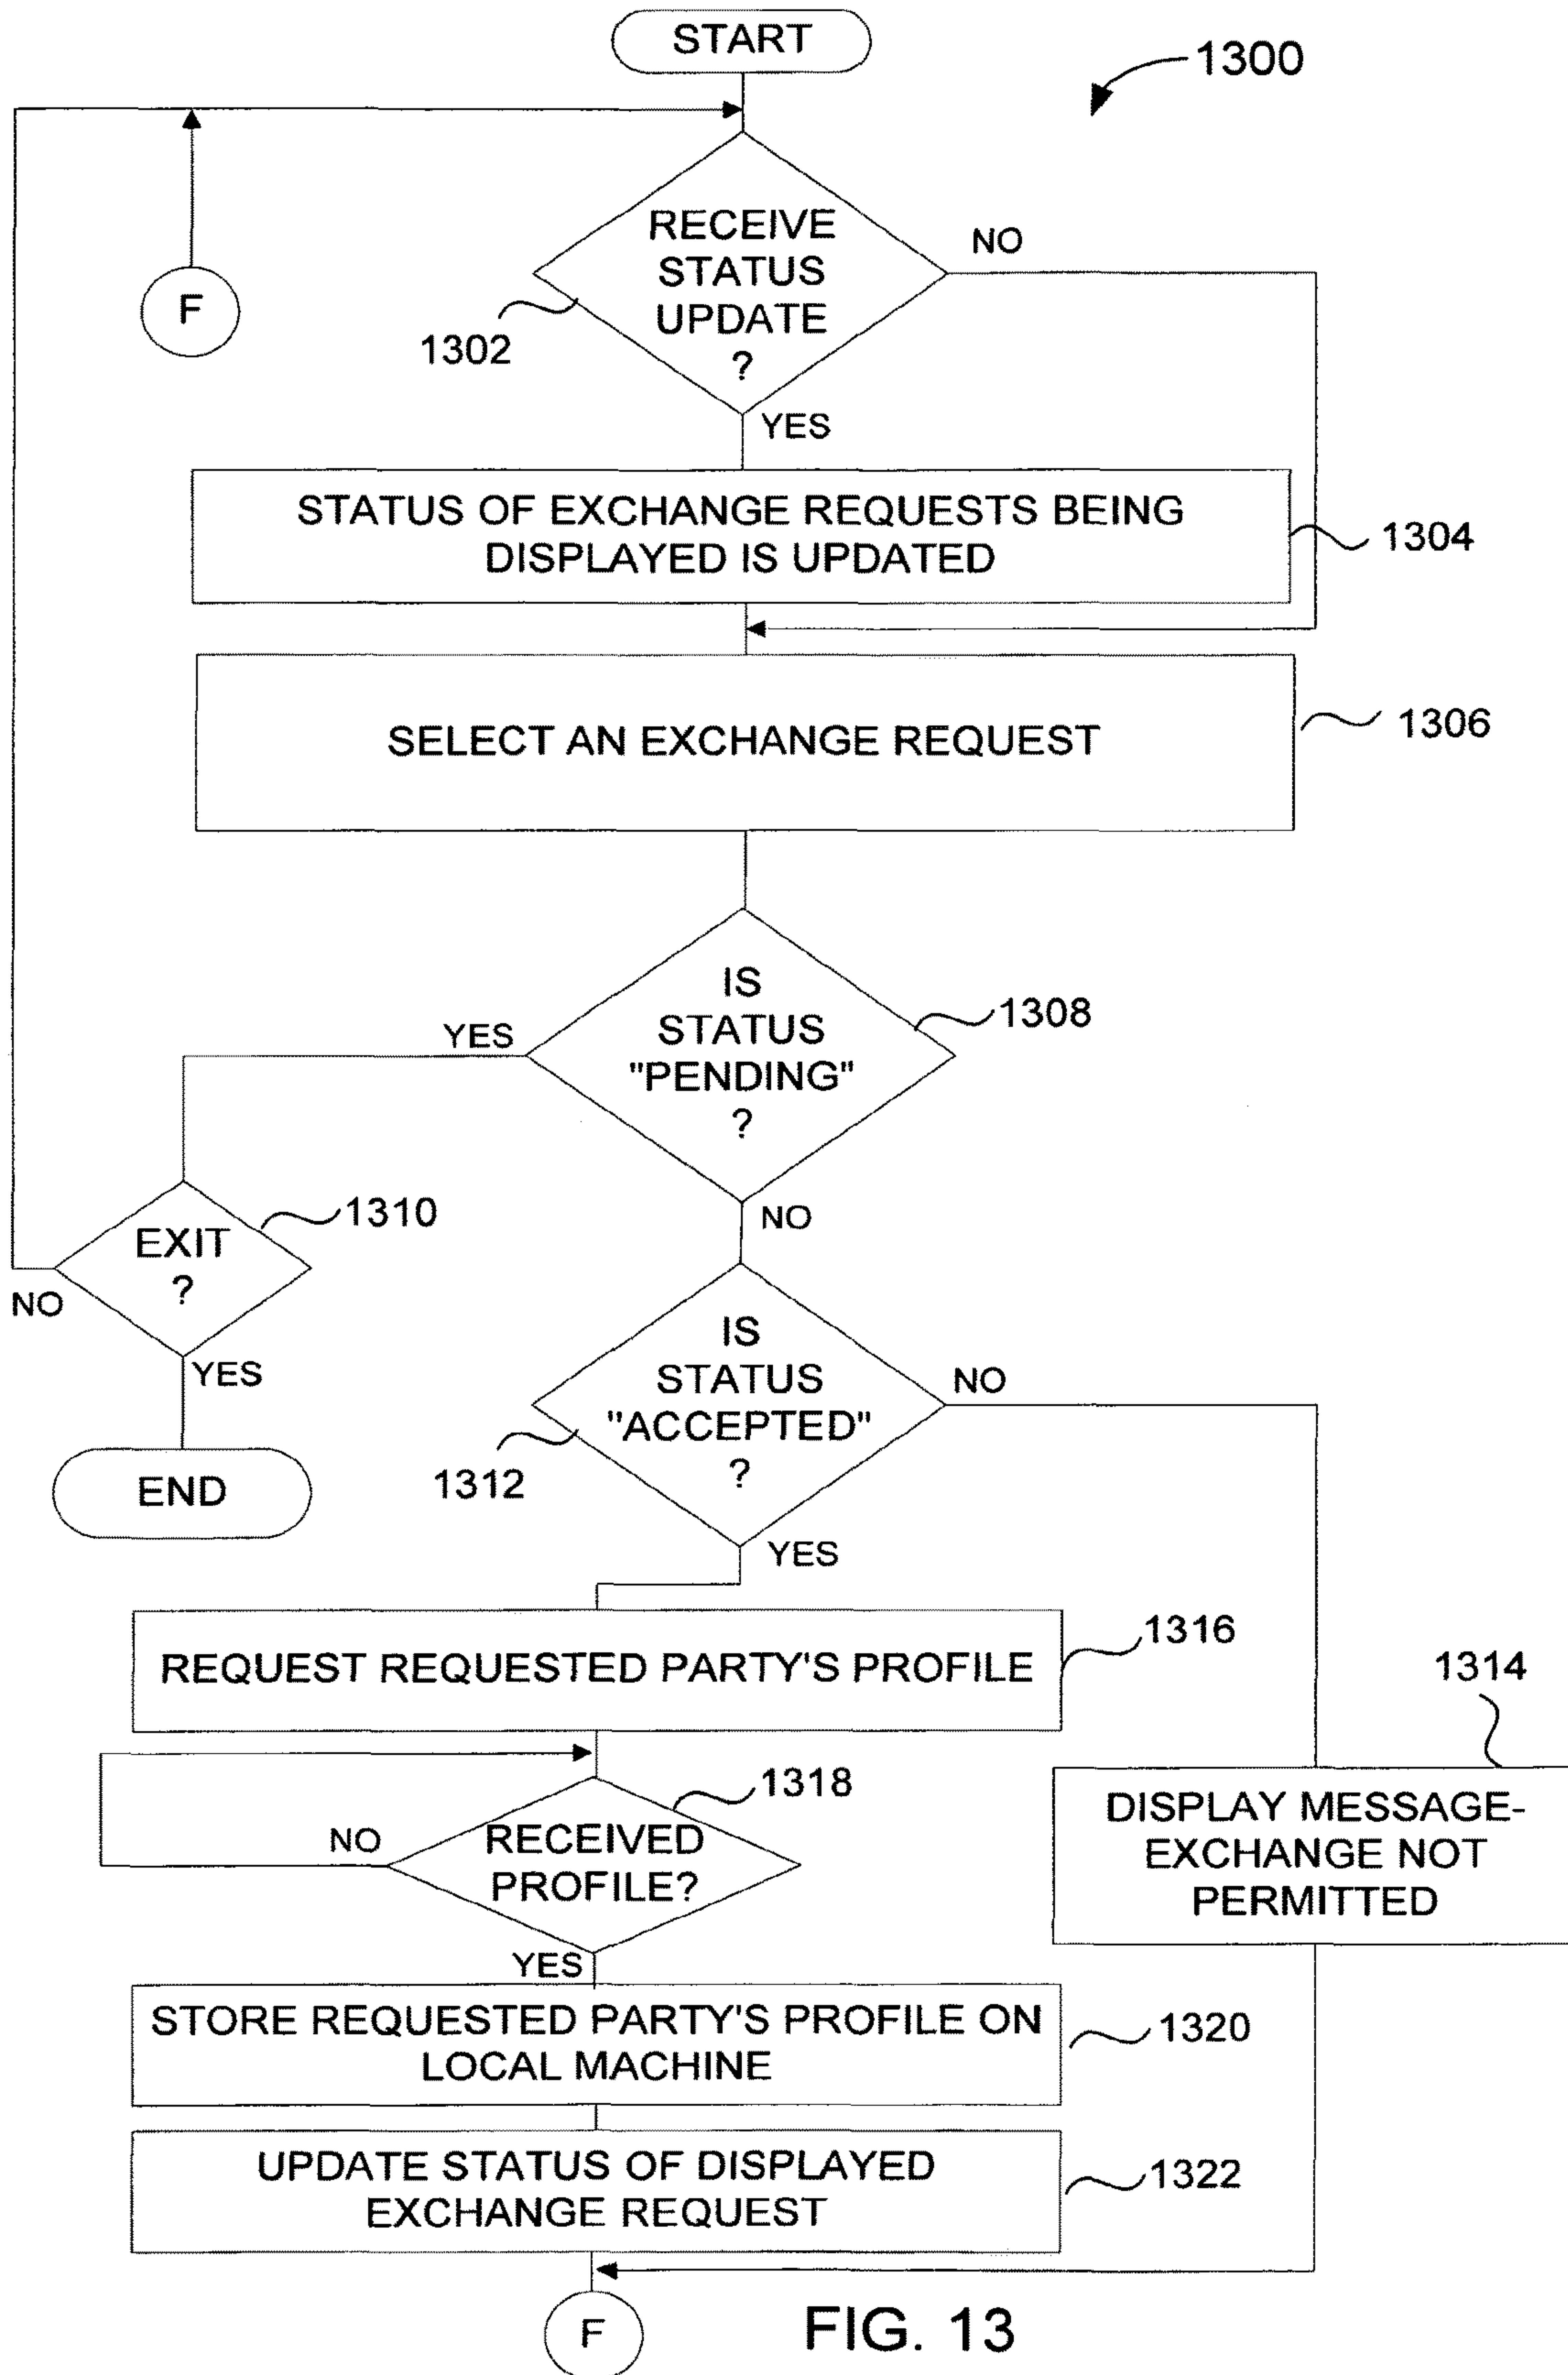 START
1300
RECEIVE
STATUS
UPDATE
?
NO
1302
F
YES
STATUS OF EXCHANGE REQUESTS BEING
DISPLAYED IS UPDATED
1304
SELECT AN EXCHANGE REQUEST
1306
IS
STATUS
"PENDING"
?
1308
YES
NO
EXIT
?
1310
NO
YES
END
IS
STATUS
"ACCEPTED"
?
NO
1312
YES
REQUEST REQUESTED PARTY'S PROFILE
1316
1314
DISPLAY MESSAGE-
EXCHANGE NOT
PERMITTED
RECEIVED
PROFILE?
1318
NO
YES
STORE REQUESTED PARTY'S PROFILE ON
LOCAL MACHINE
1320
UPDATE STATUS OF DISPLAYED
EXCHANGE REQUEST
1322
F
FIG. 13